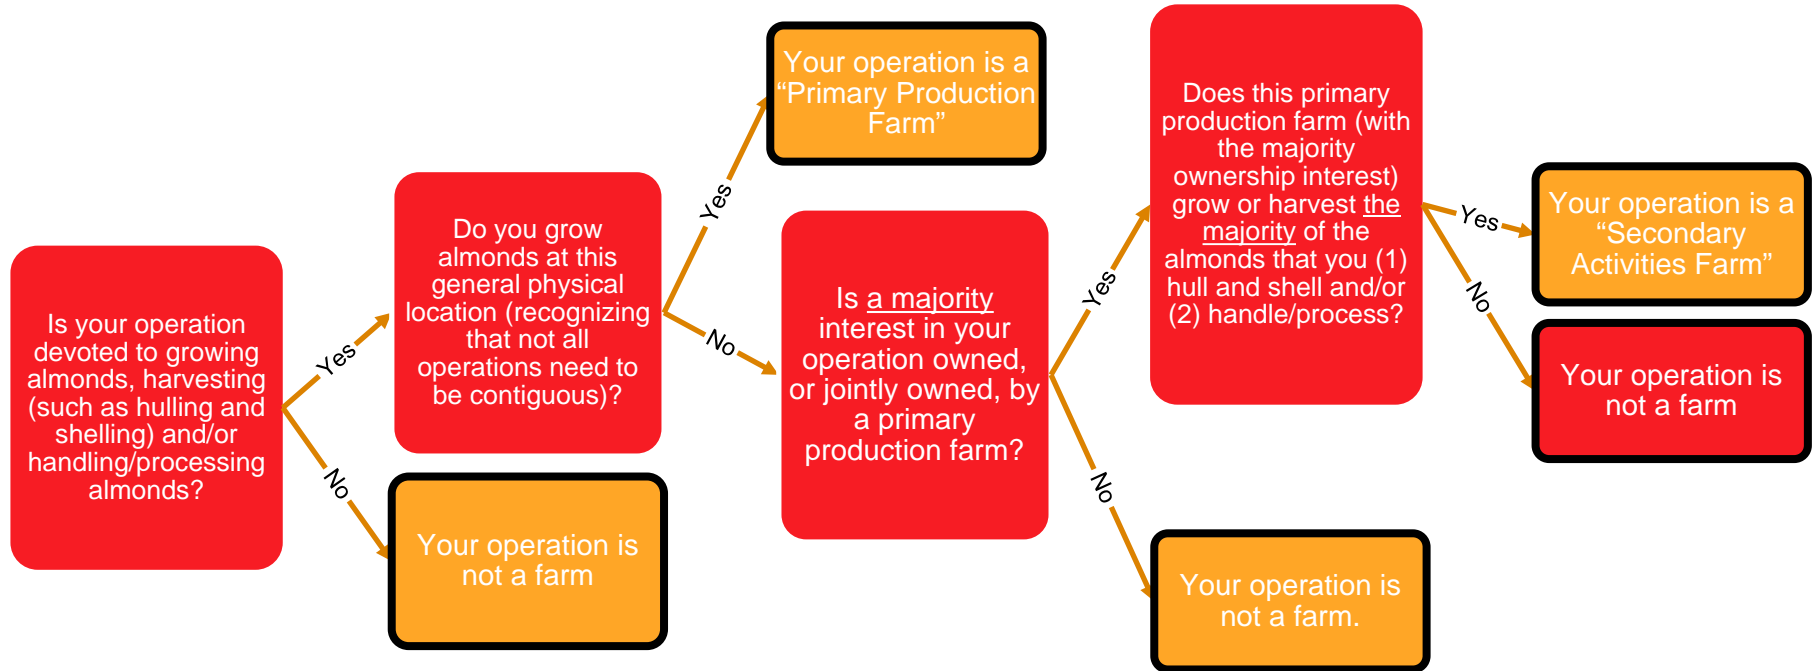 Is your operation
devoted to growing
almonds, harvesting
(such as hulling and
shelling) and/or
handling/processing
almonds?
Yes
No
Do you grow
almonds at this
general physical
location (recognizing
that not all
operations need to
be contiguous)?
Your operation is
not a farm
Yes
No
Your operation is a
“Primary Production
Farm”
Is a majority
interest in your
operation owned,
or jointly owned, by
a primary
production farm?
Yes
No
Does this primary
production farm (with
the majority
ownership interest)
grow or harvest the
majority of the
almonds that you (1)
hull and shell and/or
(2) handle/process?
Your operation is
not a farm.
Yes
No
Your operation is a
“Secondary
Activities Farm”
Your operation is
not a farm